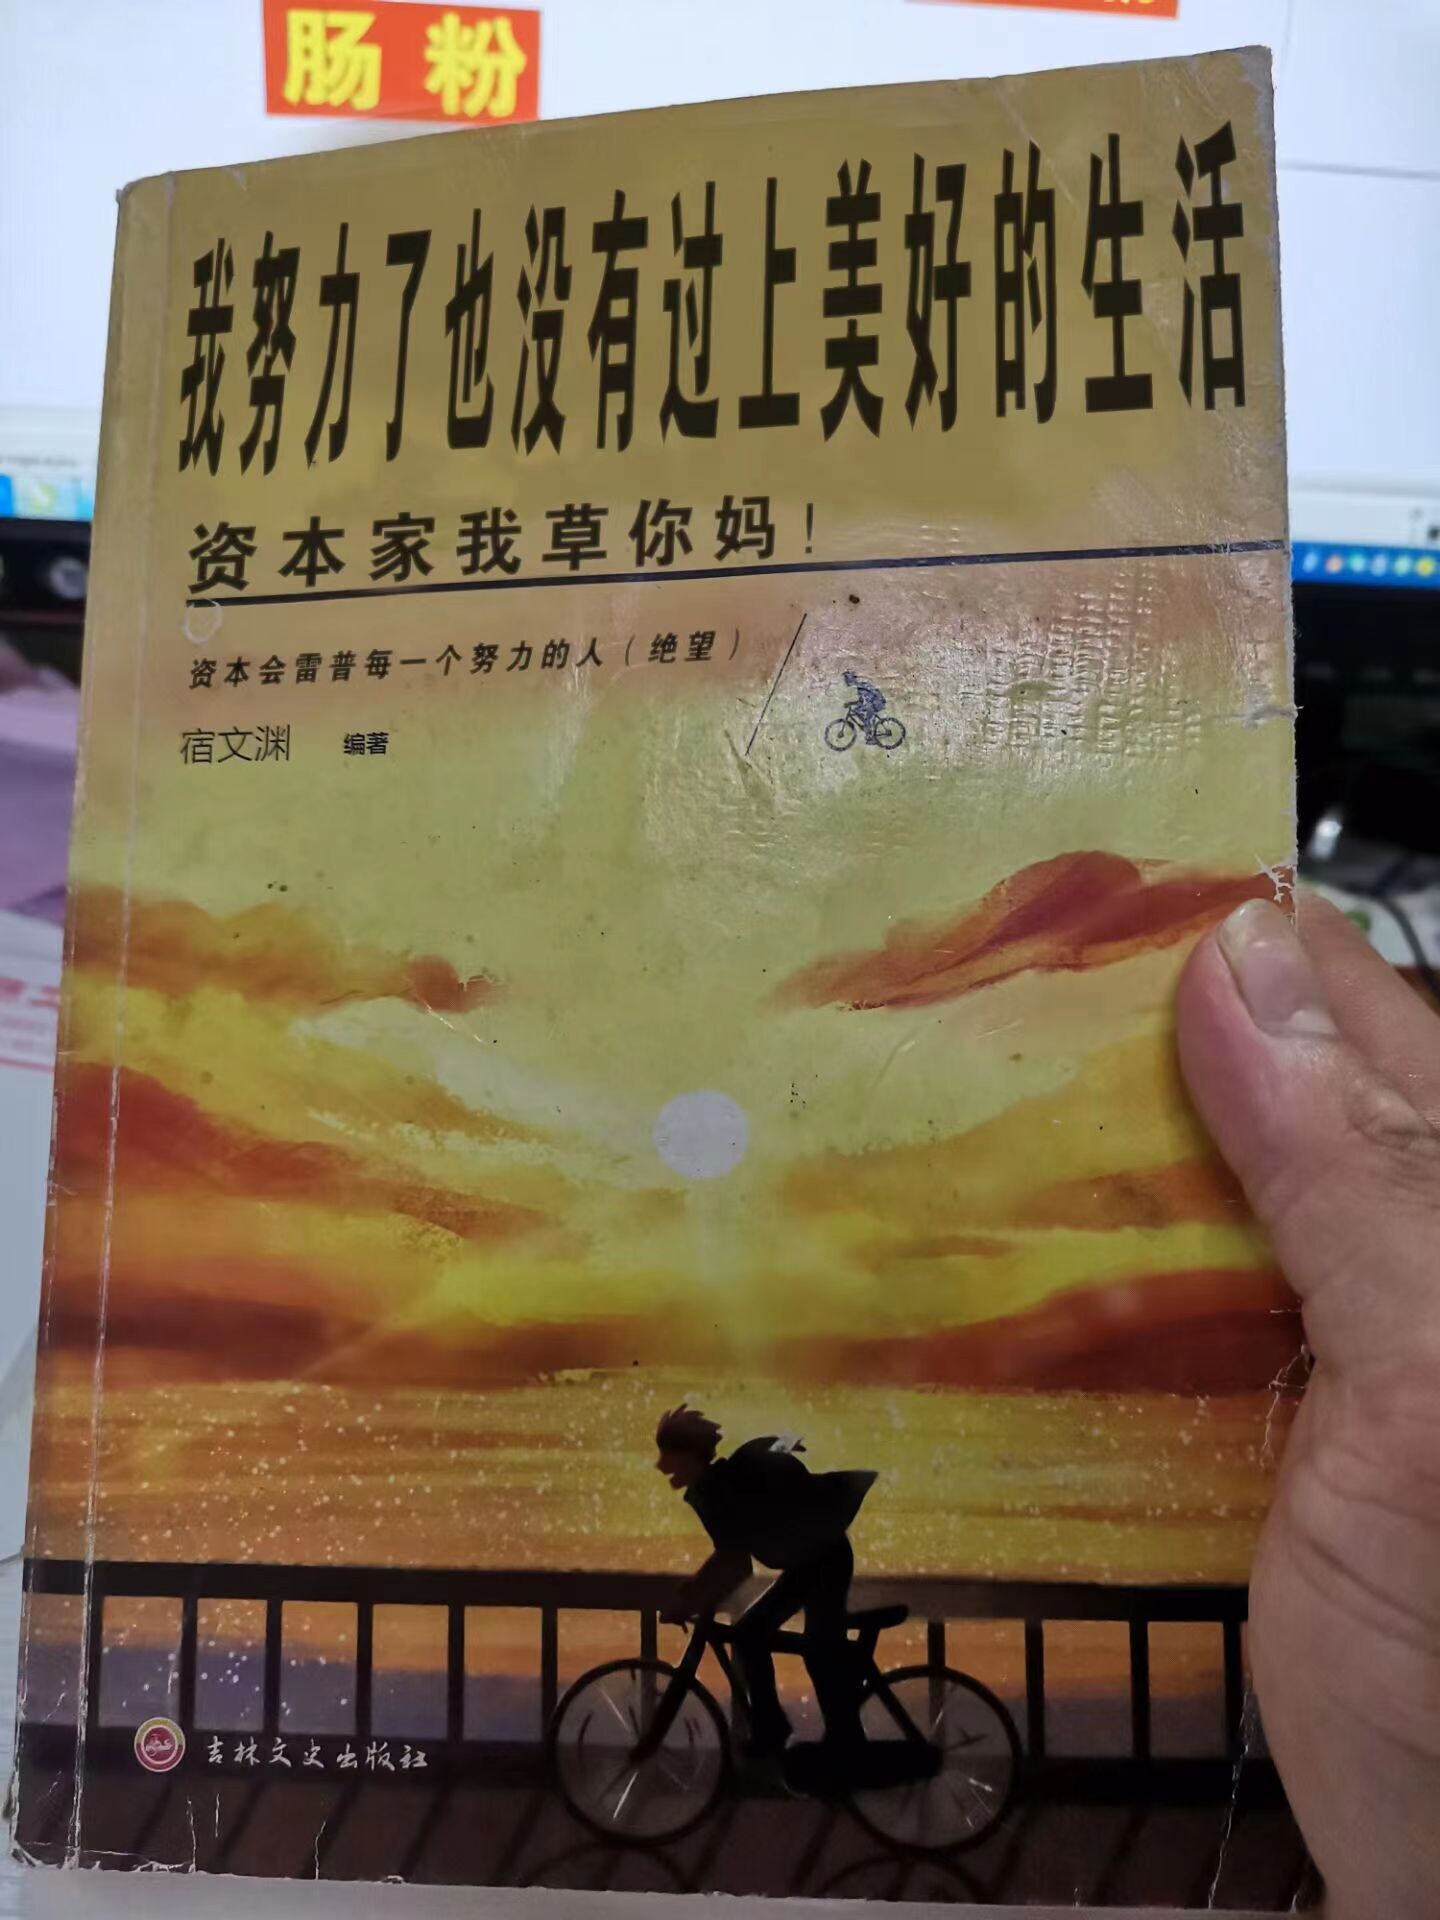 肠粉
我努力了也没有过上美好的生活
资本家我草你妈！
资本会雷普每一个努力的人（绝望）
宿文渊 编著
吉林文史出版社